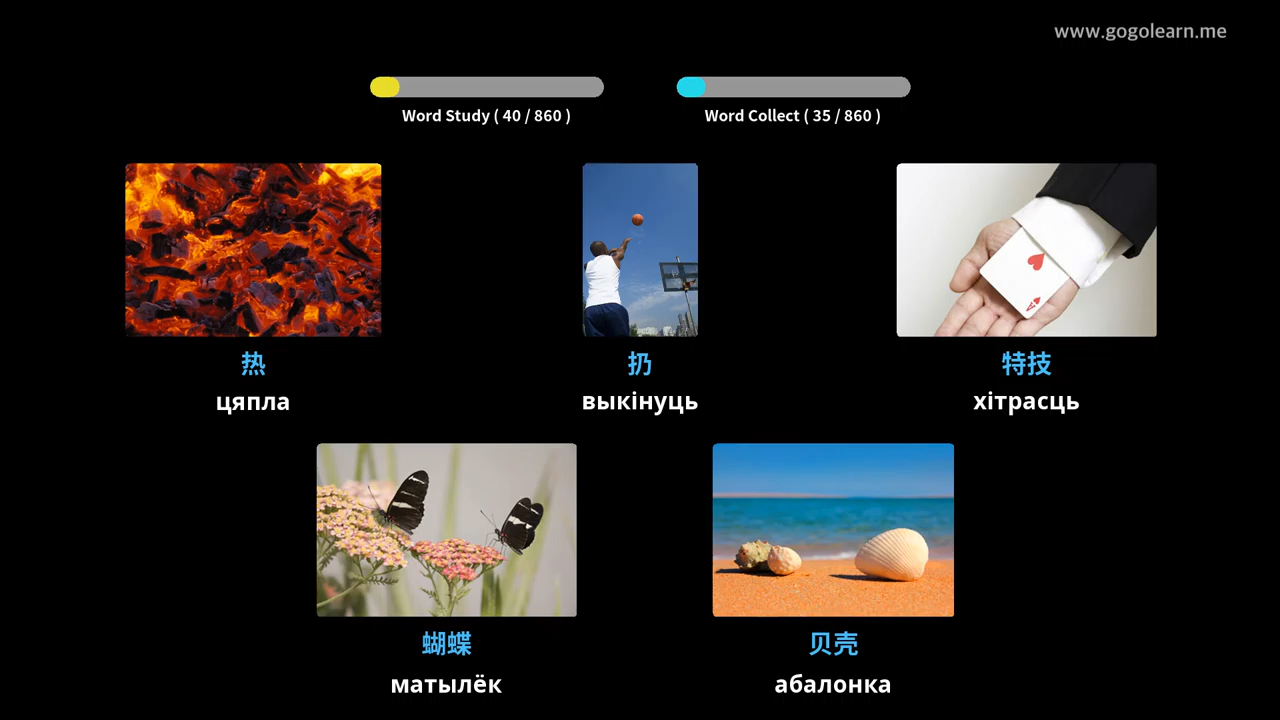 www.gogolearn.me
Word Study ( 40 / 860 )
Word Collect ( 35 / 860 )
热
цяпла
扔
выкінуць
特技
хітрасць
蝴蝶
матылёк
贝壳
абалонка